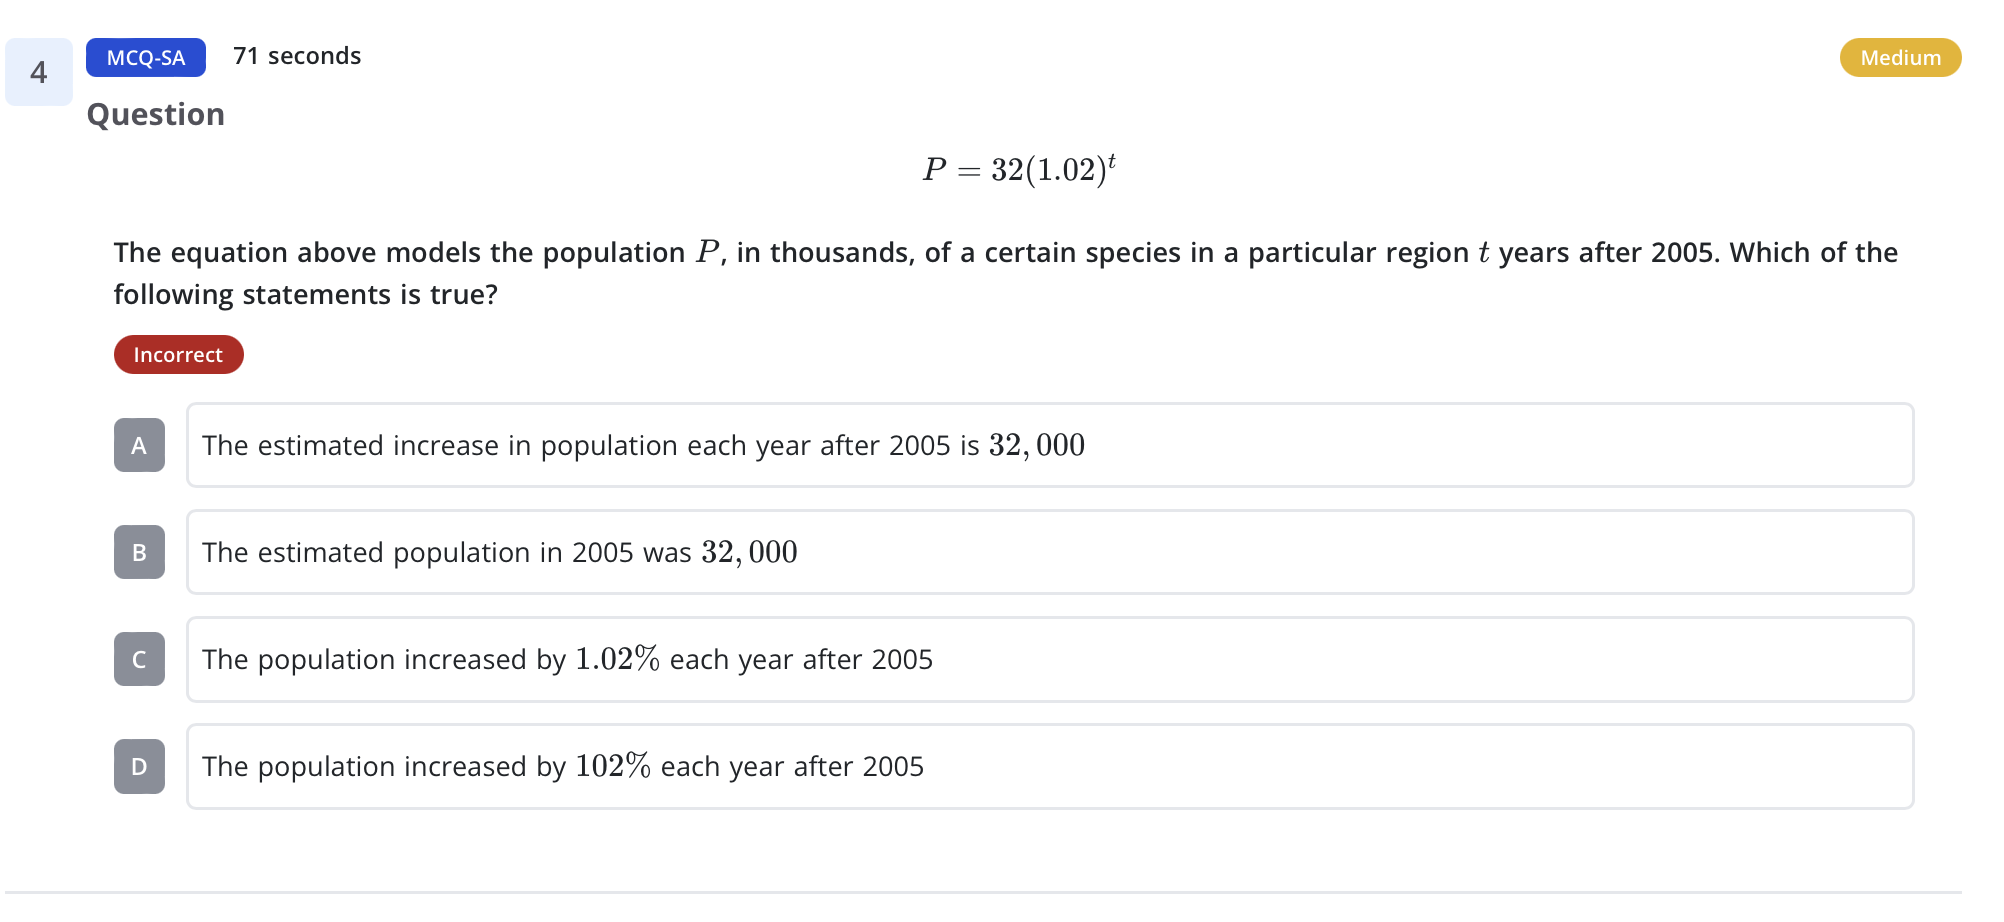 4 MCQ-SA 71 seconds Medium
Question
P = 32(1.02)^t
The equation above models the population P, in thousands, of a certain species in a particular region t years after 2005. Which of the
following statements is true?
Incorrect
A The estimated increase in population each year after 2005 is 32,000
B The estimated population in 2005 was 32,000
C The population increased by 1.02% each year after 2005
D The population increased by 102% each year after 2005